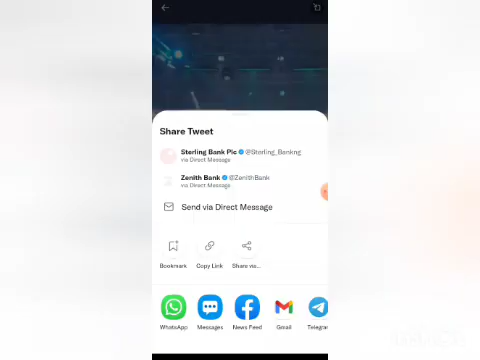 Share Tweet
Sterling Bank Plc @Sterling_Bankng
via Direct Message
Zenith Bank @ZenithBank
via Direct Message
Send via Direct Message
Bookmark Copy Link Share via...
WhatsApp Messages News Feed Gmail Telegram